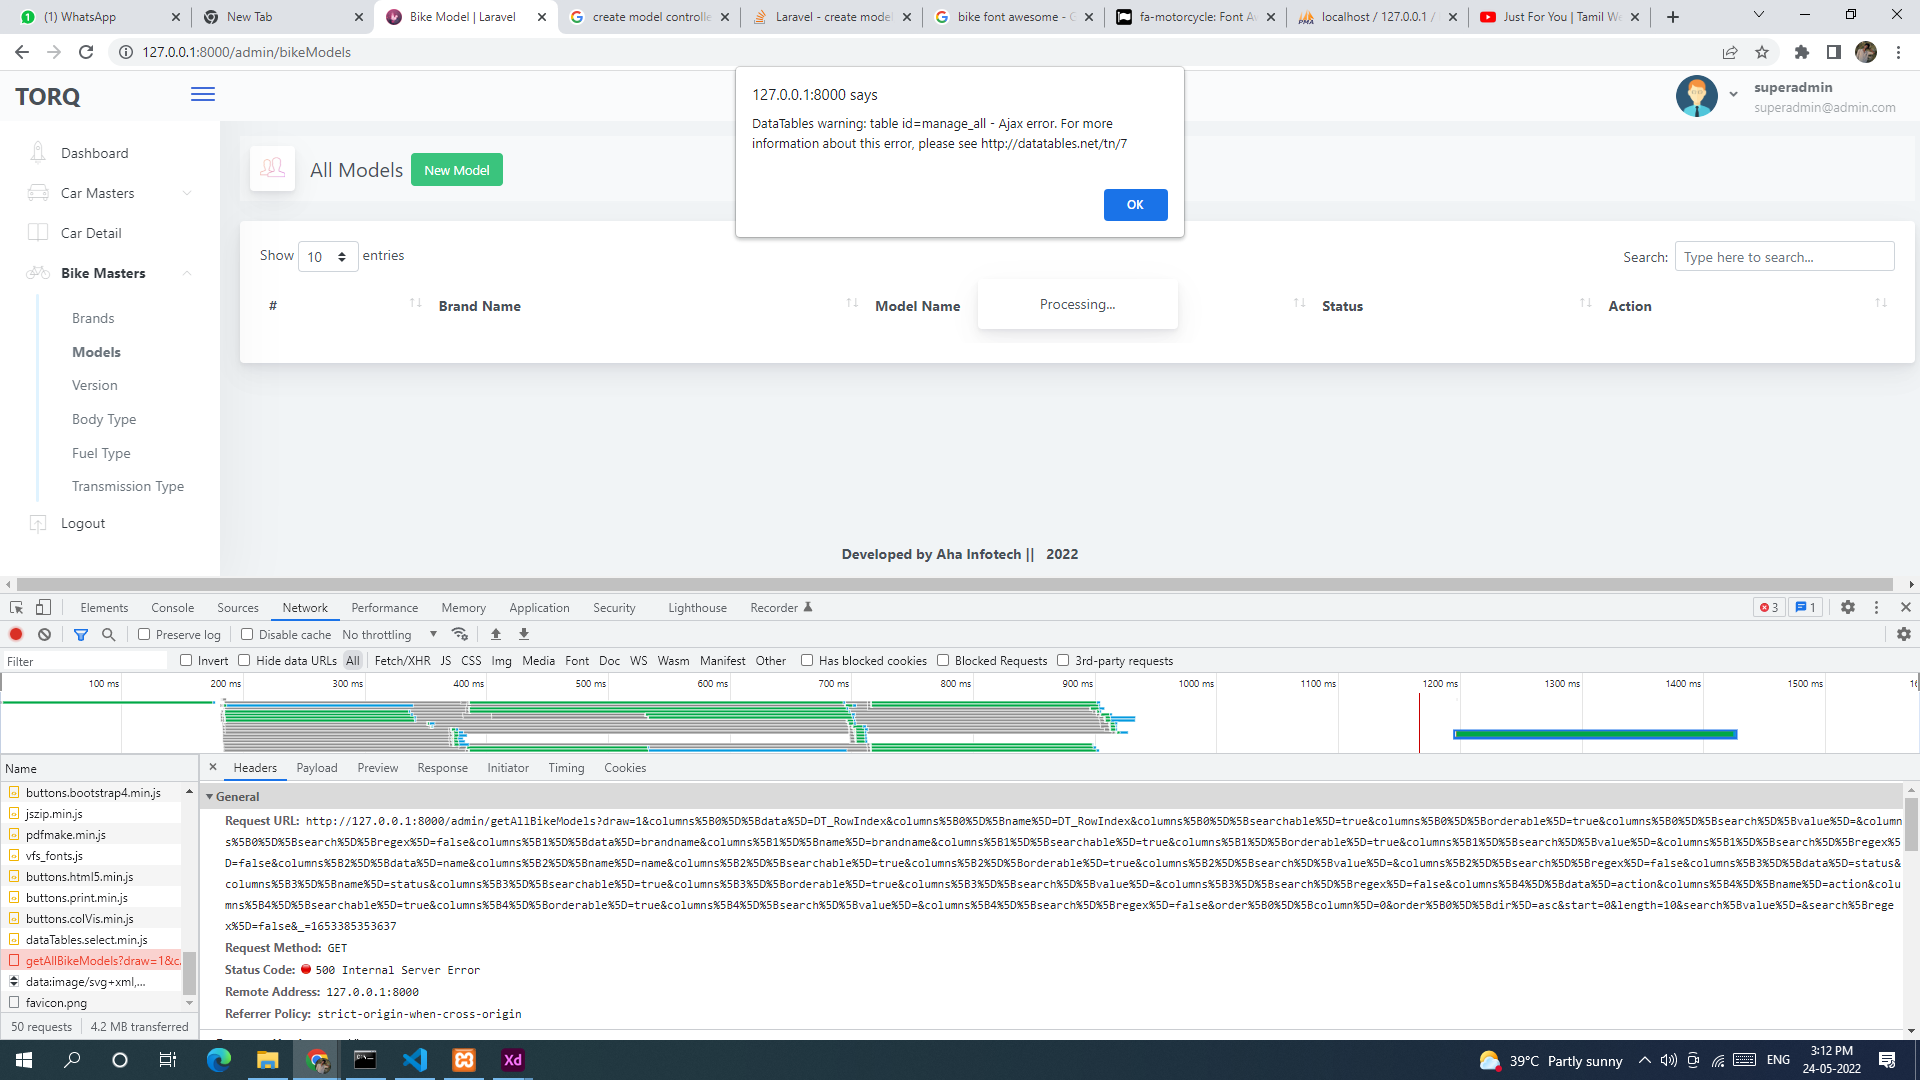 (1) WhatsApp
New Tab
Bike Model | Laravel
create model controlle
Laravel - create model
bike font awesome - G
fa-motorcycle: Font Aw
localhost / 127.0.0.1 /
Just For You | Tamil We
127.0.0.1:8000/admin/bikeModels
127.0.0.1:8000 says
DataTables warning: table id=manage_all - Ajax error. For more
information about this error, please see http://datatables.net/tn/7
OK
TORQ
superadmin
superadmin@admin.com
Dashboard
Car Masters
Car Detail
Bike Masters
Brands
Models
Version
Body Type
Fuel Type
Transmission Type
Logout
All Models
New Model
Show 10 entries
Search: Type here to search...
# Brand Name Model Name Status Action
Processing...
Developed by Aha Infotech || 2022
Elements Console Sources Network Performance Memory Application Security Lighthouse Recorder 3 1
Preserve log Disable cache No throttling
Filter Invert Hide data URLs All Fetch/XHR JS CSS Img Media Font Doc WS Wasm Manifest Other Has blocked cookies Blocked Requests 3rd-party requests
100 ms 200 ms 300 ms 400 ms 500 ms 600 ms 700 ms 800 ms 900 ms 1000 ms 1100 ms 1200 ms 1300 ms 1400 ms 1500 ms
Name
buttons.bootstrap4.min.js
jszip.min.js
pdfmake.min.js
vfs_fonts.js
buttons.html5.min.js
buttons.print.min.js
buttons.colVis.min.js
dataTables.select.min.js
getAllBikeModels?draw=1&c.
data:image/svg+xml,...
favicon.png
50 requests 4.2 MB transferred
Headers Payload Preview Response Initiator Timing Cookies
General
Request URL: http://127.0.0.1:8000/admin/getAllBikeModels?draw=1&columns%5B0%5D%5Bdata%5D=DT_RowIndex&columns%5B0%5D%5Bname%5D=DT_RowIndex&columns%5B0%5D%5Bsearchable%5D=true&columns%5B0%5D%5Borderable%5D=true&columns%5B0%5D%5Bsearch%5D%5Bvalue%5D=&colum
ns%5B0%5D%5Bsearch%5D%5Bregex%5D=false&columns%5B1%5D%5Bdata%5D=brandname&columns%5B1%5D%5Bname%5D=brandname&columns%5B1%5D%5Bsearchable%5D=true&columns%5B1%5D%5Borderable%5D=true&columns%5B1%5D%5Bsearch%5D%5Bvalue%5D=&columns%5B1%5D%5Bsearch%5D%5Bregex%5
D=false&columns%5B2%5D%5Bdata%5D=name&columns%5B2%5D%5Bname%5D=name&columns%5B2%5D%5Bsearchable%5D=true&columns%5B2%5D%5Borderable%5D=true&columns%5B2%5D%5Bsearch%5D%5Bvalue%5D=&columns%5B2%5D%5Bsearch%5D%5Bregex%5D=false&columns%5B3%5D%5Bdata%5D=status&
columns%5B3%5D%5Bname%5D=status&columns%5B3%5D%5Bsearchable%5D=true&columns%5B3%5D%5Borderable%5D=true&columns%5B3%5D%5Bsearch%5D%5Bvalue%5D=&columns%5B3%5D%5Bsearch%5D%5Bregex%5D=false&columns%5B4%5D%5Bdata%5D=action&columns%5B4%5D%5Bname%5D=action&colu
mns%5B4%5D%5Bsearchable%5D=true&columns%5B4%5D%5Borderable%5D=true&columns%5B4%5D%5Bsearch%5D%5Bvalue%5D=&columns%5B4%5D%5Bsearch%5D%5Bregex%5D=false&order%5B0%5D%5Bcolumn%5D=0&order%5B0%5D%5Bdir%5D=asc&start=0&length=10&search%5Bvalue%5D=&search%5Brege
x%5D=false&_=1653385353637
Request Method: GET
Status Code: 500 Internal Server Error
Remote Address: 127.0.0.1:8000
Referrer Policy: strict-origin-when-cross-origin
Xd
39°C Partly sunny
ENG
3:12 PM
24-05-2022